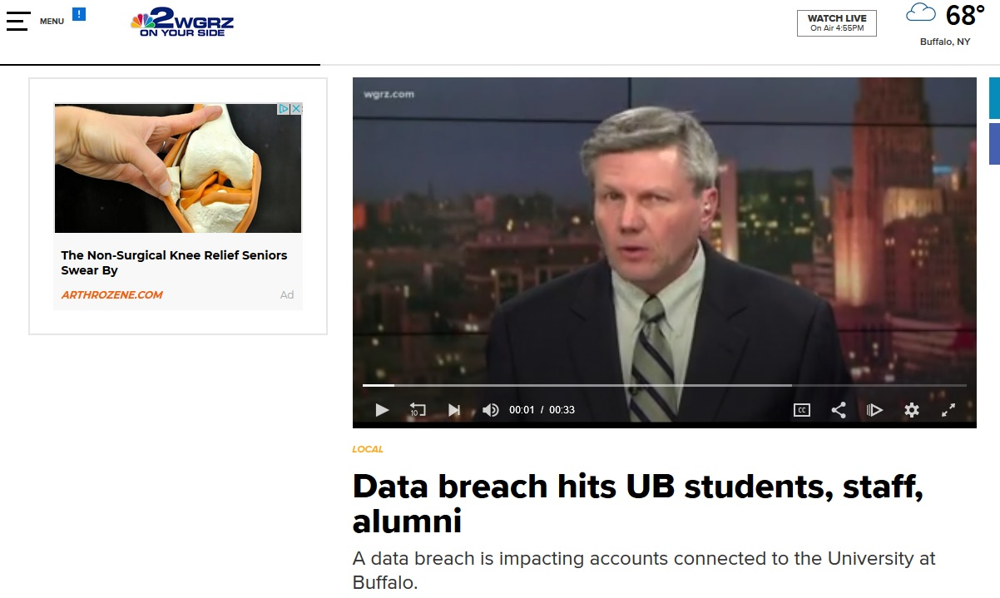 MENU
!
2WGRZ
ON YOUR SIDE
WATCH LIVE
On Air 4:55PM
68°
Buffalo, NY
The Non-Surgical Knee Relief Seniors
Swear By
ARTHROZENE.COM
Ad
wgrz.com
10
00:01 / 00:33
CC
LOCAL
Data breach hits UB students, staff,
alumni
A data breach is impacting accounts connected to the University at
Buffalo.